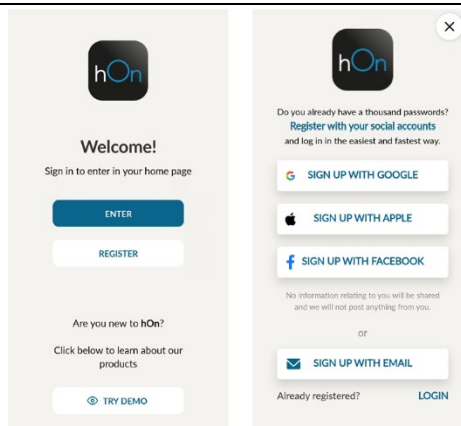 hOn
Welcome!
Sign in to enter in your home page
ENTER
REGISTER
Are you new to hOn?
Click below to learn about our
products
TRY DEMO
hOn
Do you already have a thousand passwords?
Register with your social accounts
and log in in the easiest and fastest way.
SIGN UP WITH GOOGLE
SIGN UP WITH APPLE
SIGN UP WITH FACEBOOK
No information relating to you will be shared
and we will not post anything from you.
or
SIGN UP WITH EMAIL
Already registered? LOGIN